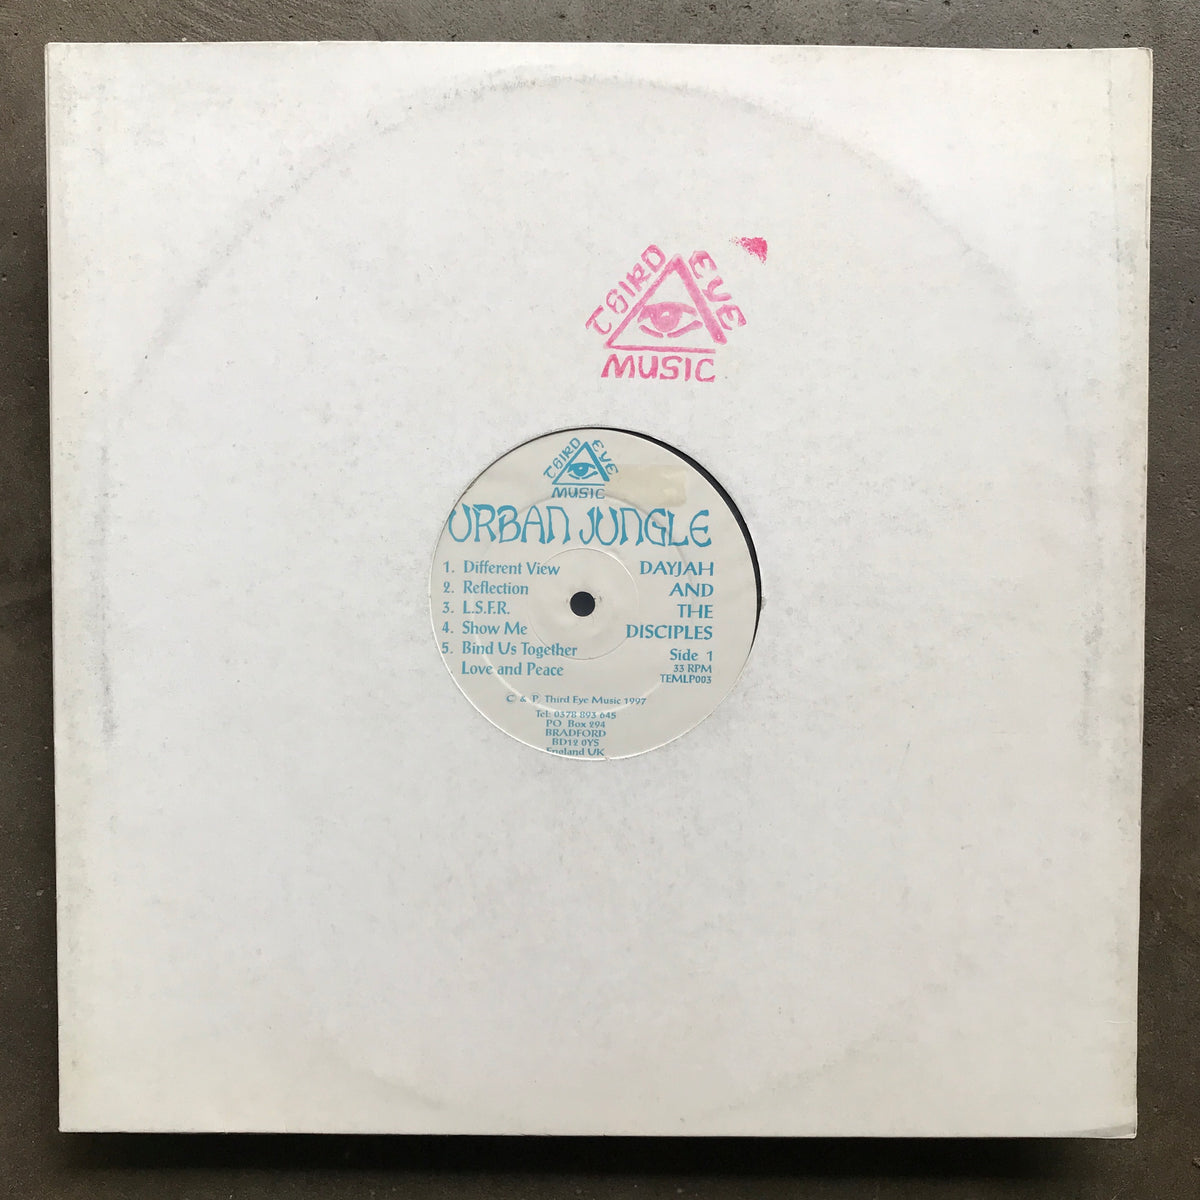 THIRD EYE
MUSIC
THIRD EYE
MUSIC
URBAN JUNGLE
1. Different View
2. Reflection
3. L.S.F.R.
4. Show Me
5. Bind Us Together
Love and Peace
DAYJAH
AND
THE
DISCIPLES
Side 1
33 RPM
TEMLP003
C & P. Third Eye Music 1997
Tel: 0378 893 645
PO Box 294
BRADFORD
BD12 0YS
England UK